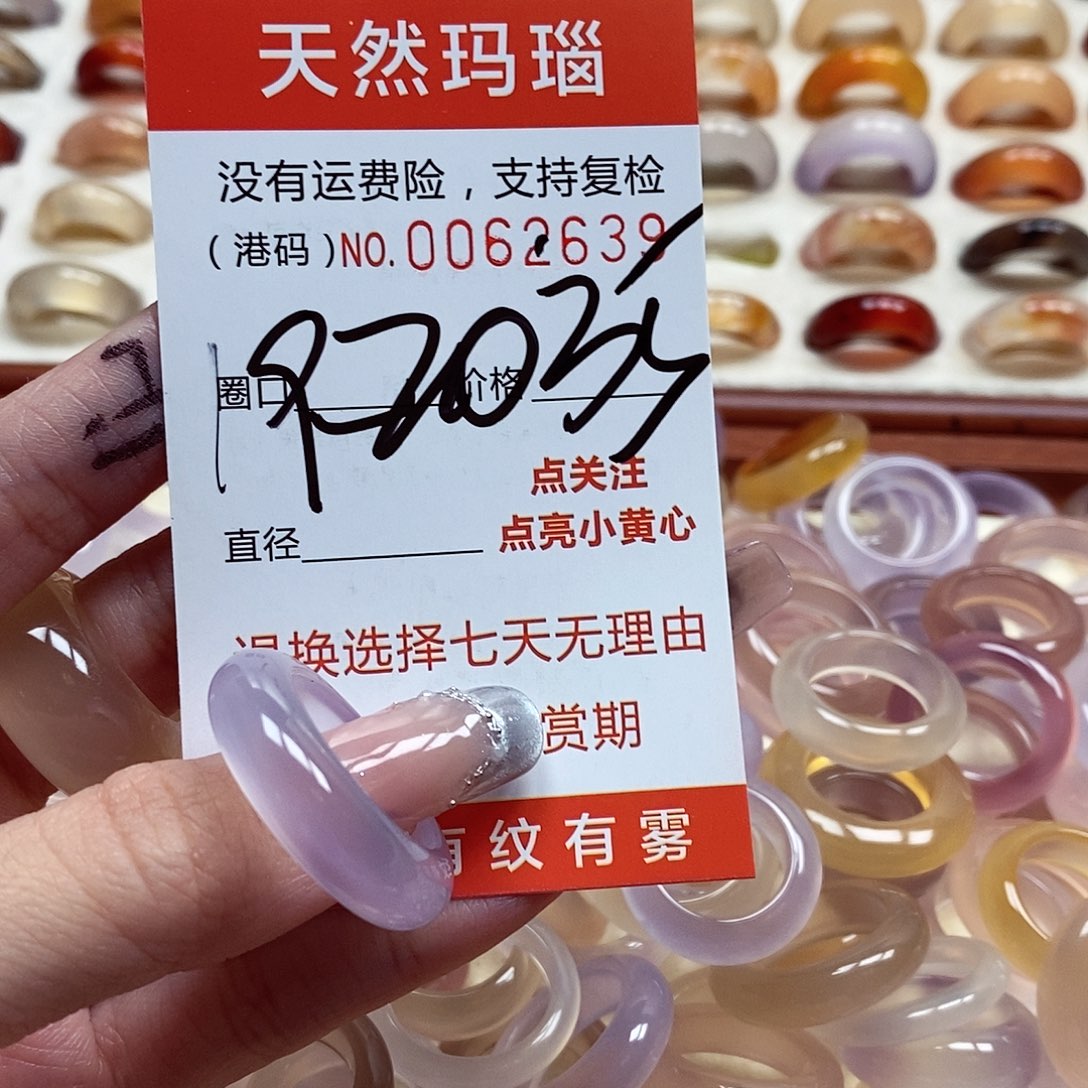 天然玛瑙
没有运费险，支持复检
(港码)NO.0062639
圈口 价格
点关注
直径 点亮小黄心
退换选择七天无理由
赏期
有纹有雾